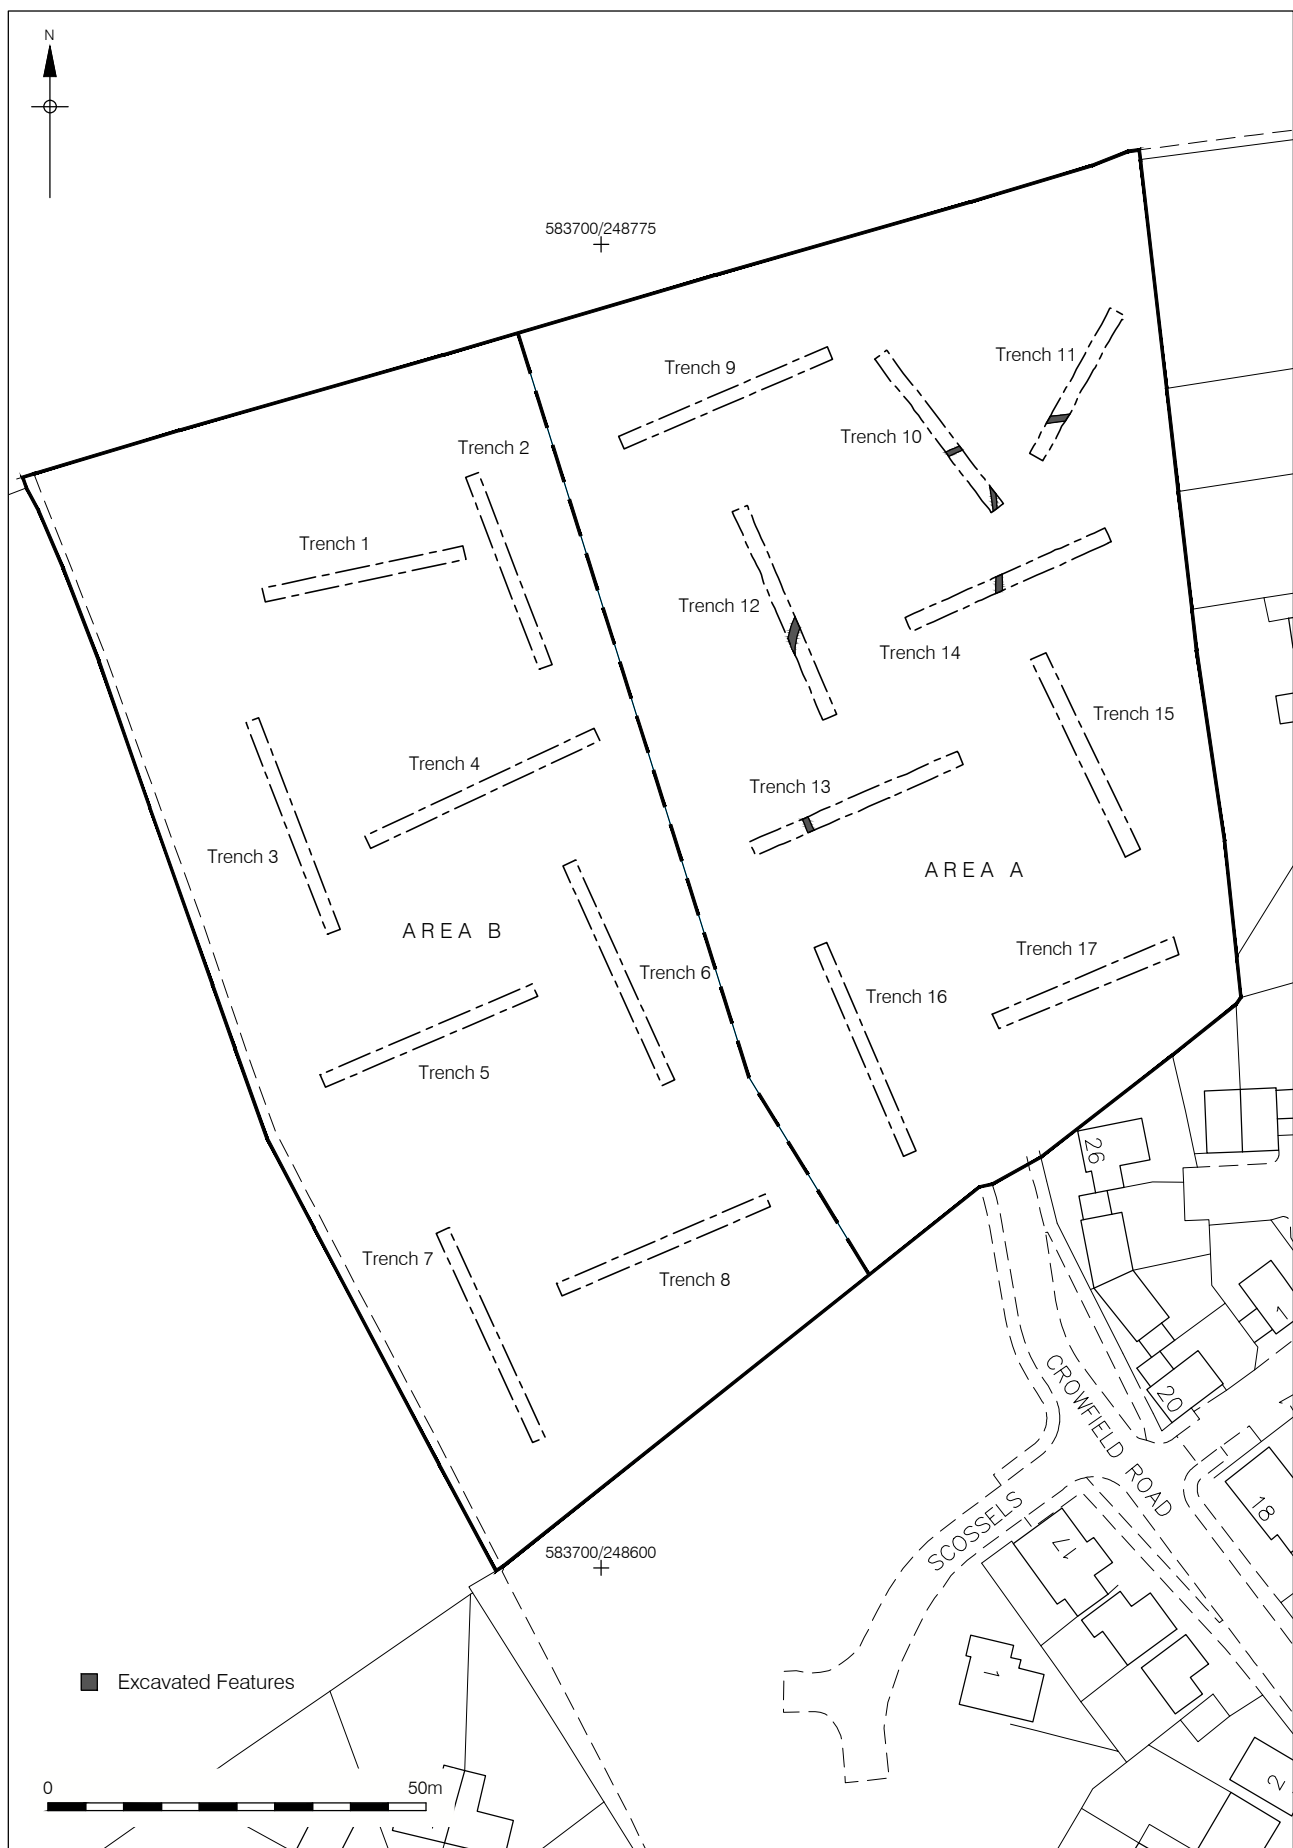 N
583700/248775
Trench 11
Trench 9
Trench 10
Trench 2
Trench 1
Trench 12
Trench 14
Trench 15
Trench 4
Trench 13
Trench 3
AREA A
AREA B
Trench 17
Trench 6
Trench 16
Trench 5
26
Trench 7
Trench 8
1
CROWFIELD ROAD
20
18
SCOSSELS
17
583700/248600
1
Excavated Features
2
0 50m